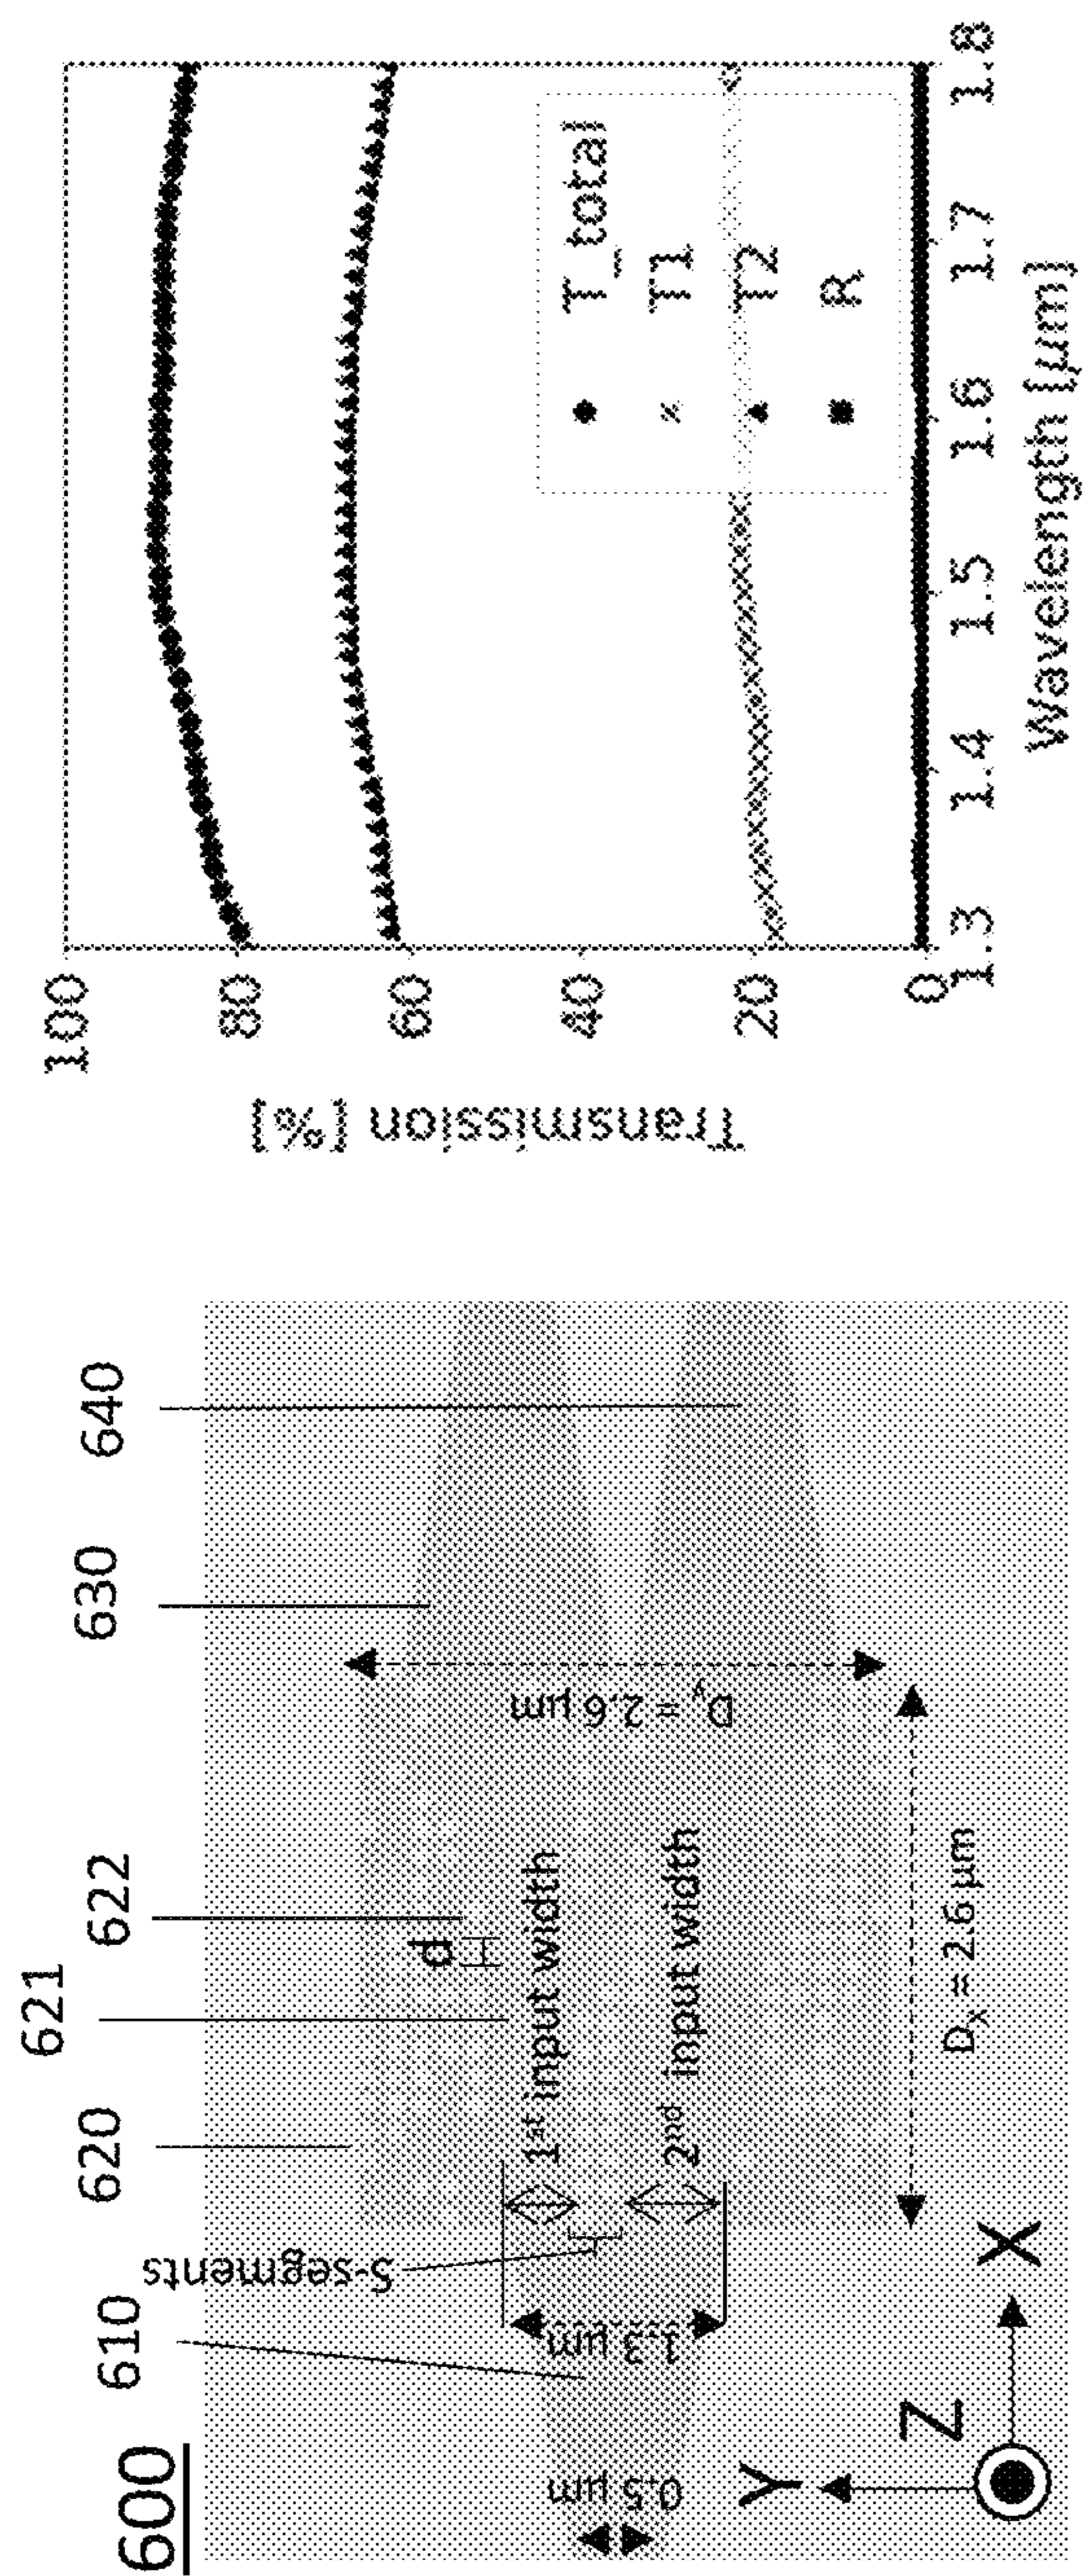 600
610
620
621
622
630
640
5-segments
d
1st input width
2nd input width
0.5 μm
1.3 μm
Dy = 2.6 μm
Dx = 2.6 μm
Y
Z
X
Transmission [%]
100
80
60
40
20
0
T_total
T1
T2
R
1.3 1.4 1.5 1.6 1.7 1.8
Wavelength [μm]